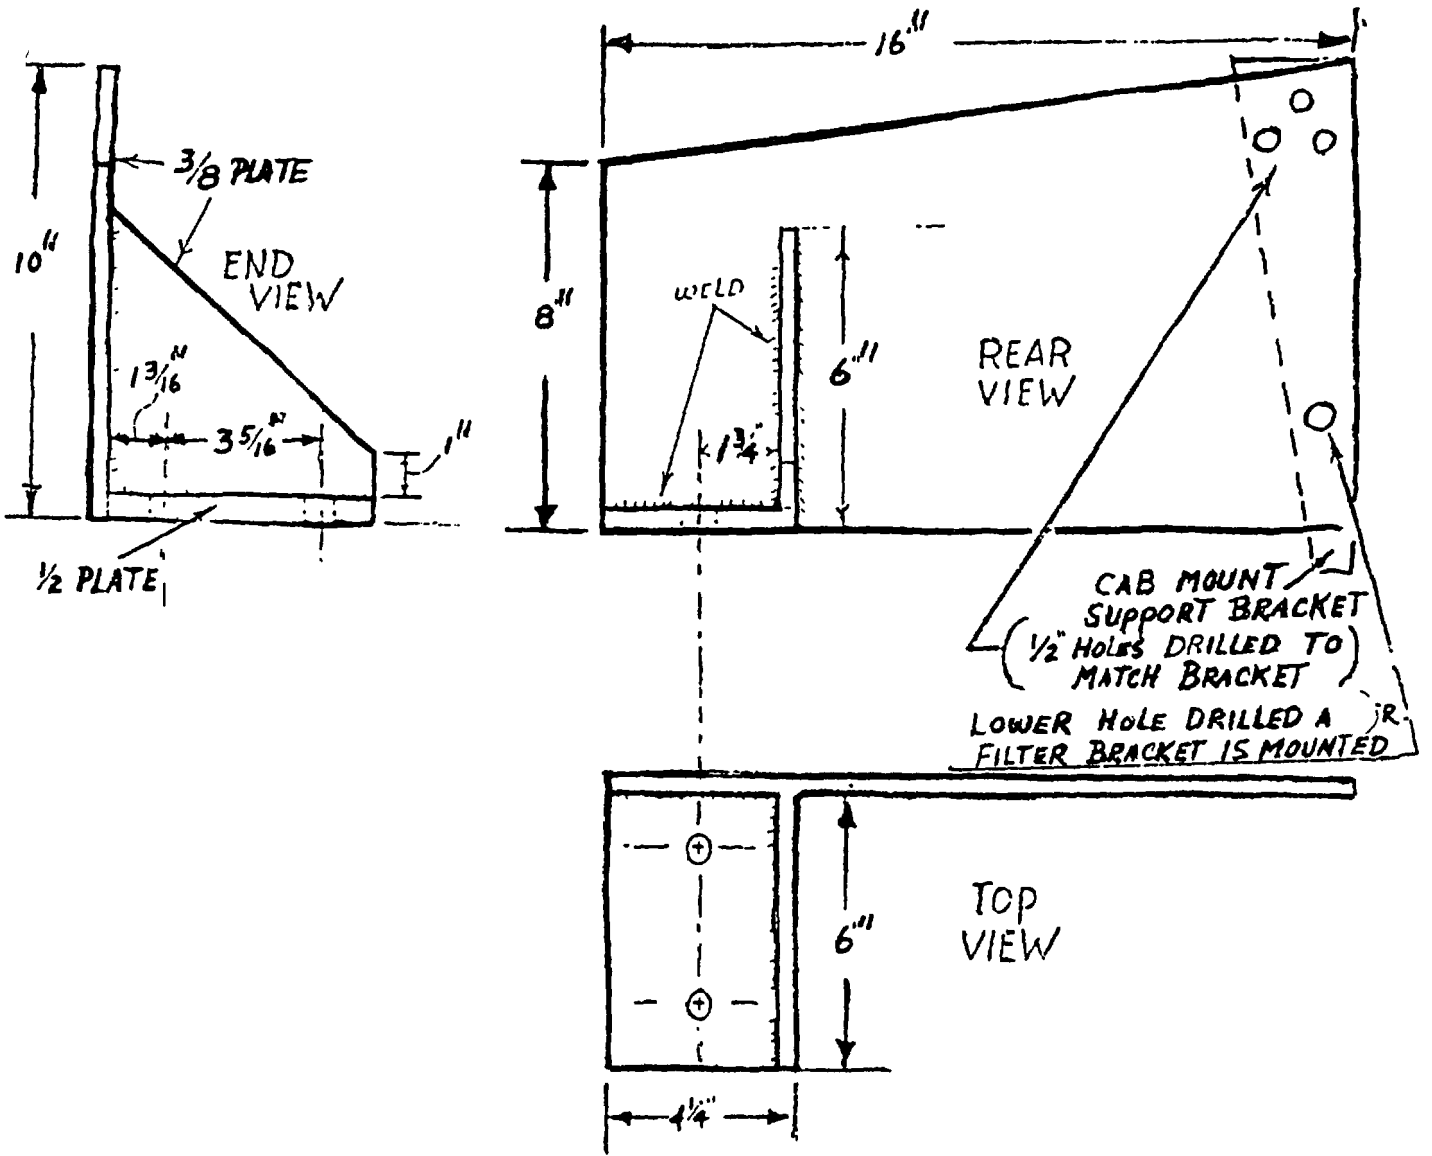 16"
3/8 PLATE
10"
END
VIEW
8"
WELD
6"
REAR
VIEW
1 3/16"
3 5/16"
1"
1 3/4"
1/2 PLATE
CAB MOUNT
SUPPORT BRACKET
(1/2" HOLES DRILLED TO
MATCH BRACKET)
LOWER HOLE DRILLED A
R
FILTER BRACKET IS MOUNTED
6"
TOP
VIEW
4 1/4"